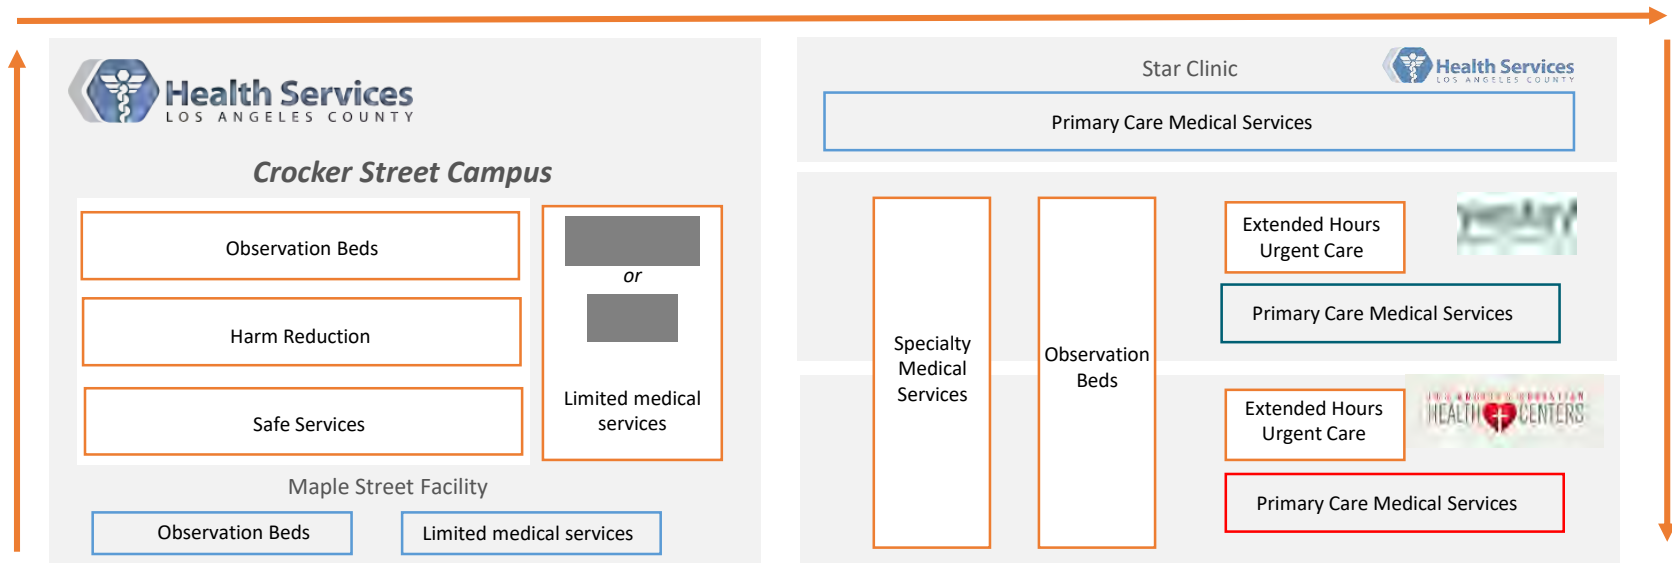 Health Services
LOS ANGELES COUNTY
Crocker Street Campus
Observation Beds
Harm Reduction
Safe Services
or
Limited medical
services
Maple Street Facility
Observation Beds
Limited medical services
Star Clinic
Health Services
LOS ANGELES COUNTY
Primary Care Medical Services
Specialty
Medical
Services
Observation
Beds
Extended Hours
Urgent Care
Primary Care Medical Services
Extended Hours
Urgent Care
LOS ANGELES CHRISTIAN
HEALTH CENTERS
Primary Care Medical Services